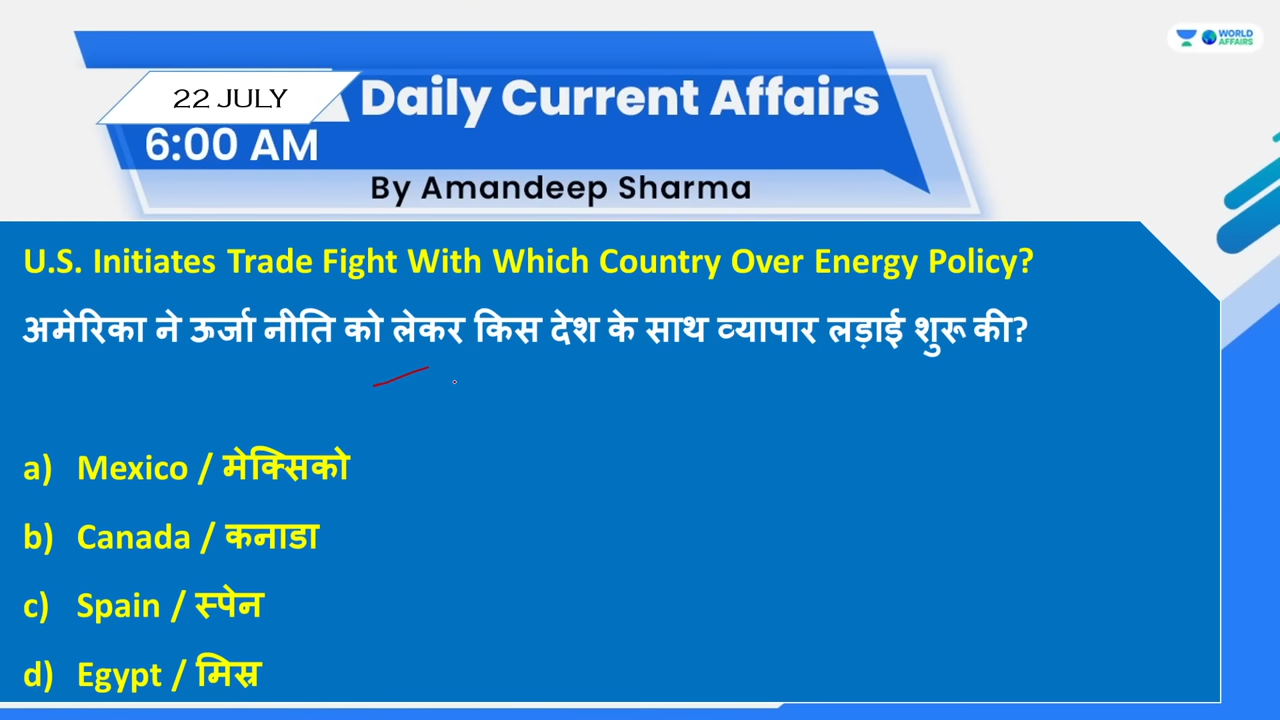 WORLD
AFFAIRS
22 JULY
Daily Current Affairs
6:00 AM
By Amandeep Sharma
U.S. Initiates Trade Fight With Which Country Over Energy Policy?
अमेरिका ने ऊर्जा नीति को लेकर किस देश के साथ व्यापार लड़ाई शुरू की?
a) Mexico / मेक्सिको
b) Canada / कनाडा
c) Spain / स्पेन
d) Egypt / मिस्र